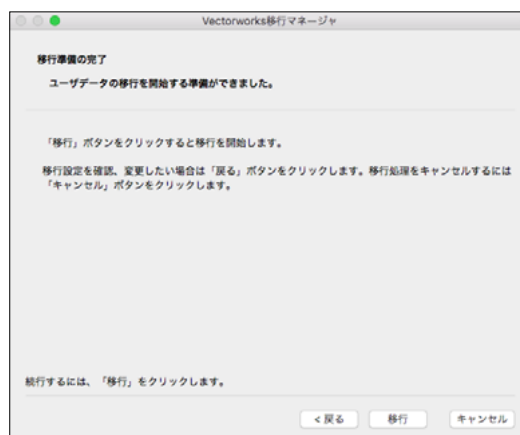 Vectorworks移行マネージャ
移行準備の完了
ユーザデータの移行を開始する準備ができました。
「移行」ボタンをクリックすると移行を開始します。
移行設定を確認、変更したい場合は「戻る」ボタンをクリックします。移行処理をキャンセルするには
「キャンセル」ボタンをクリックします。
続行するには、「移行」をクリックします。
< 戻る 移行 キャンセル